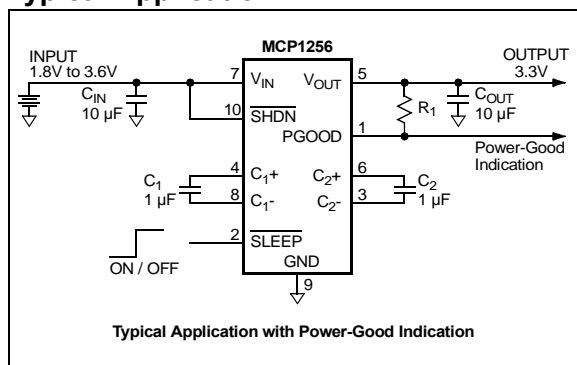 MCP1256
INPUT
1.8V to 3.6V
OUTPUT
3.3V
7 VIN
VOUT 5
CIN
10 µF
10 SHDN
R1
COUT
10 µF
PGOOD 1
Power-Good
Indication
C1
1 µF
4 C1+
8 C1-
C2+ 6
C2- 3
C2
1 µF
2 SLEEP
ON / OFF
GND
9
Typical Application with Power-Good Indication